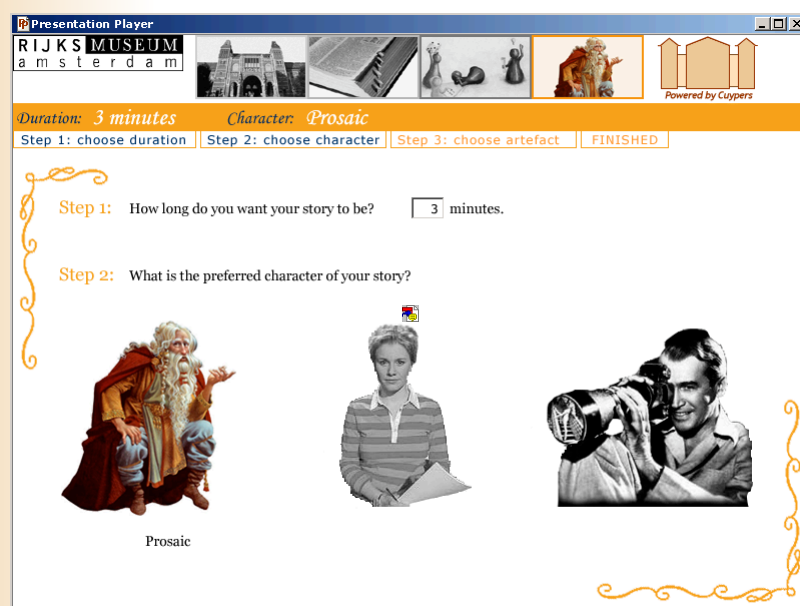 Presentation Player
RIJKS MUSEUM
amsterdam
Powered by Cuypers
Duration: 3 minutes Character: Prosaic
Step 1: choose duration Step 2: choose character Step 3: choose artefact FINISHED
Step 1: How long do you want your story to be? 3 minutes.
Step 2: What is the preferred character of your story?
Prosaic